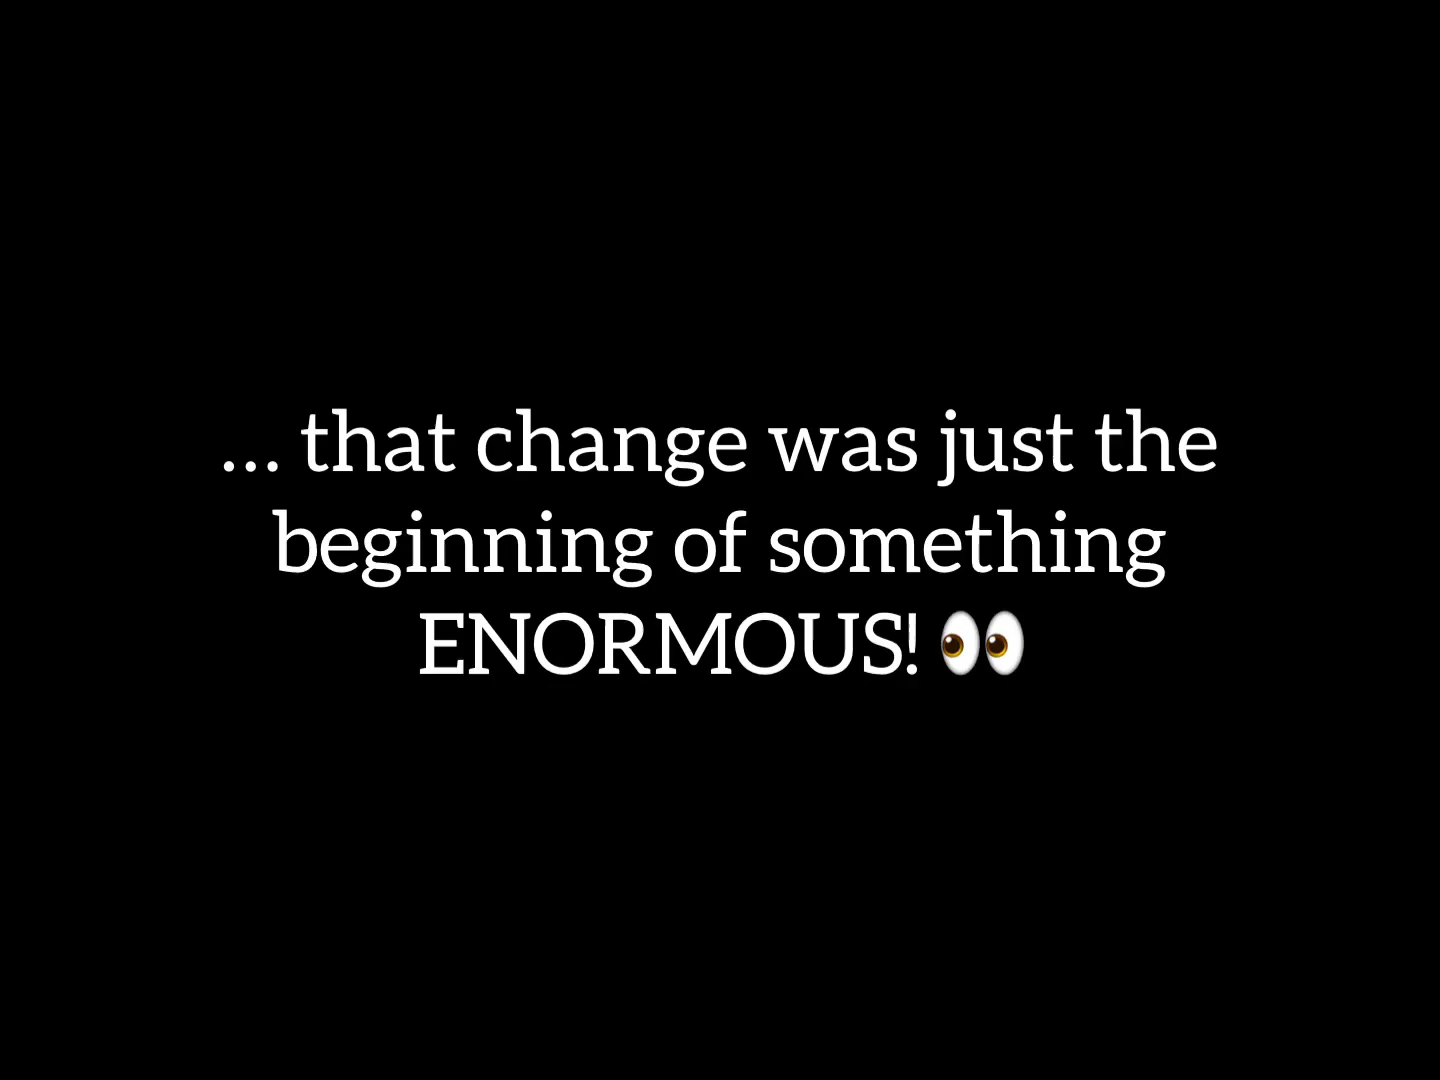 ... that change was just the
beginning of something
ENORMOUS! 👀